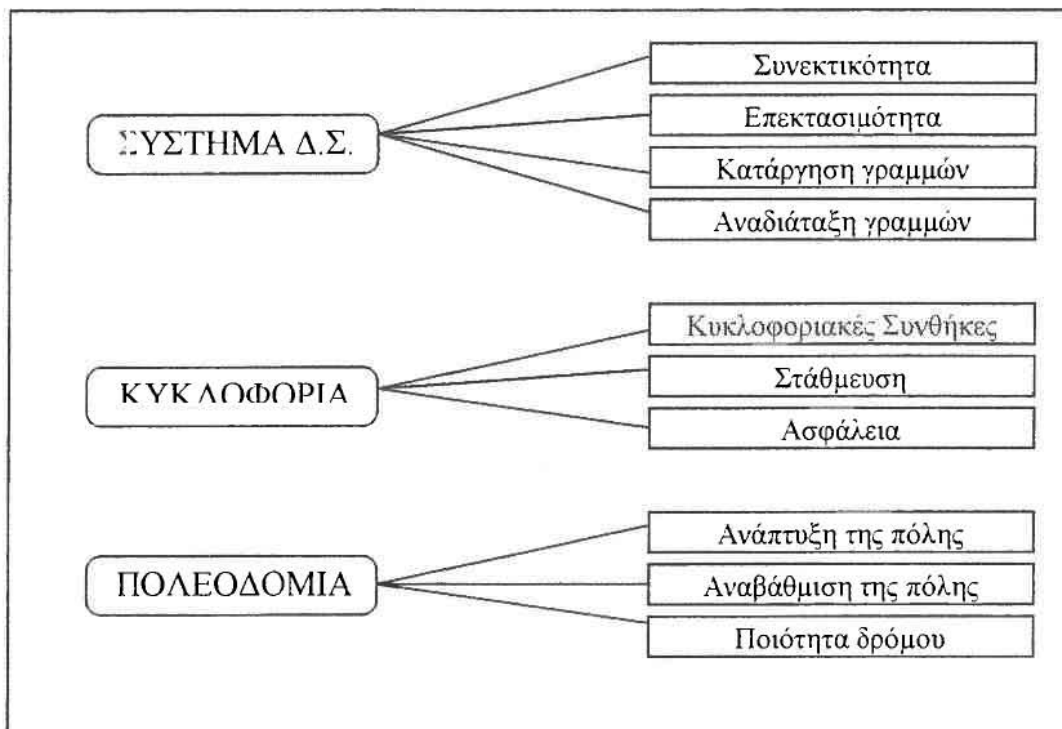 ΣΥΣΤΗΜΑ Δ.Σ.
Συνεκτικότητα
Επεκτασιμότητα
Κατάργηση γραμμών
Αναδιάταξη γραμμών
ΚΥΚΛΟΦΟΡΙΑ
Κυκλοφοριακές Συνθήκες
Στάθμευση
Ασφάλεια
ΠΟΛΕΟΔΟΜΙΑ
Ανάπτυξη της πόλης
Αναβάθμιση της πόλης
Ποιότητα δρόμου